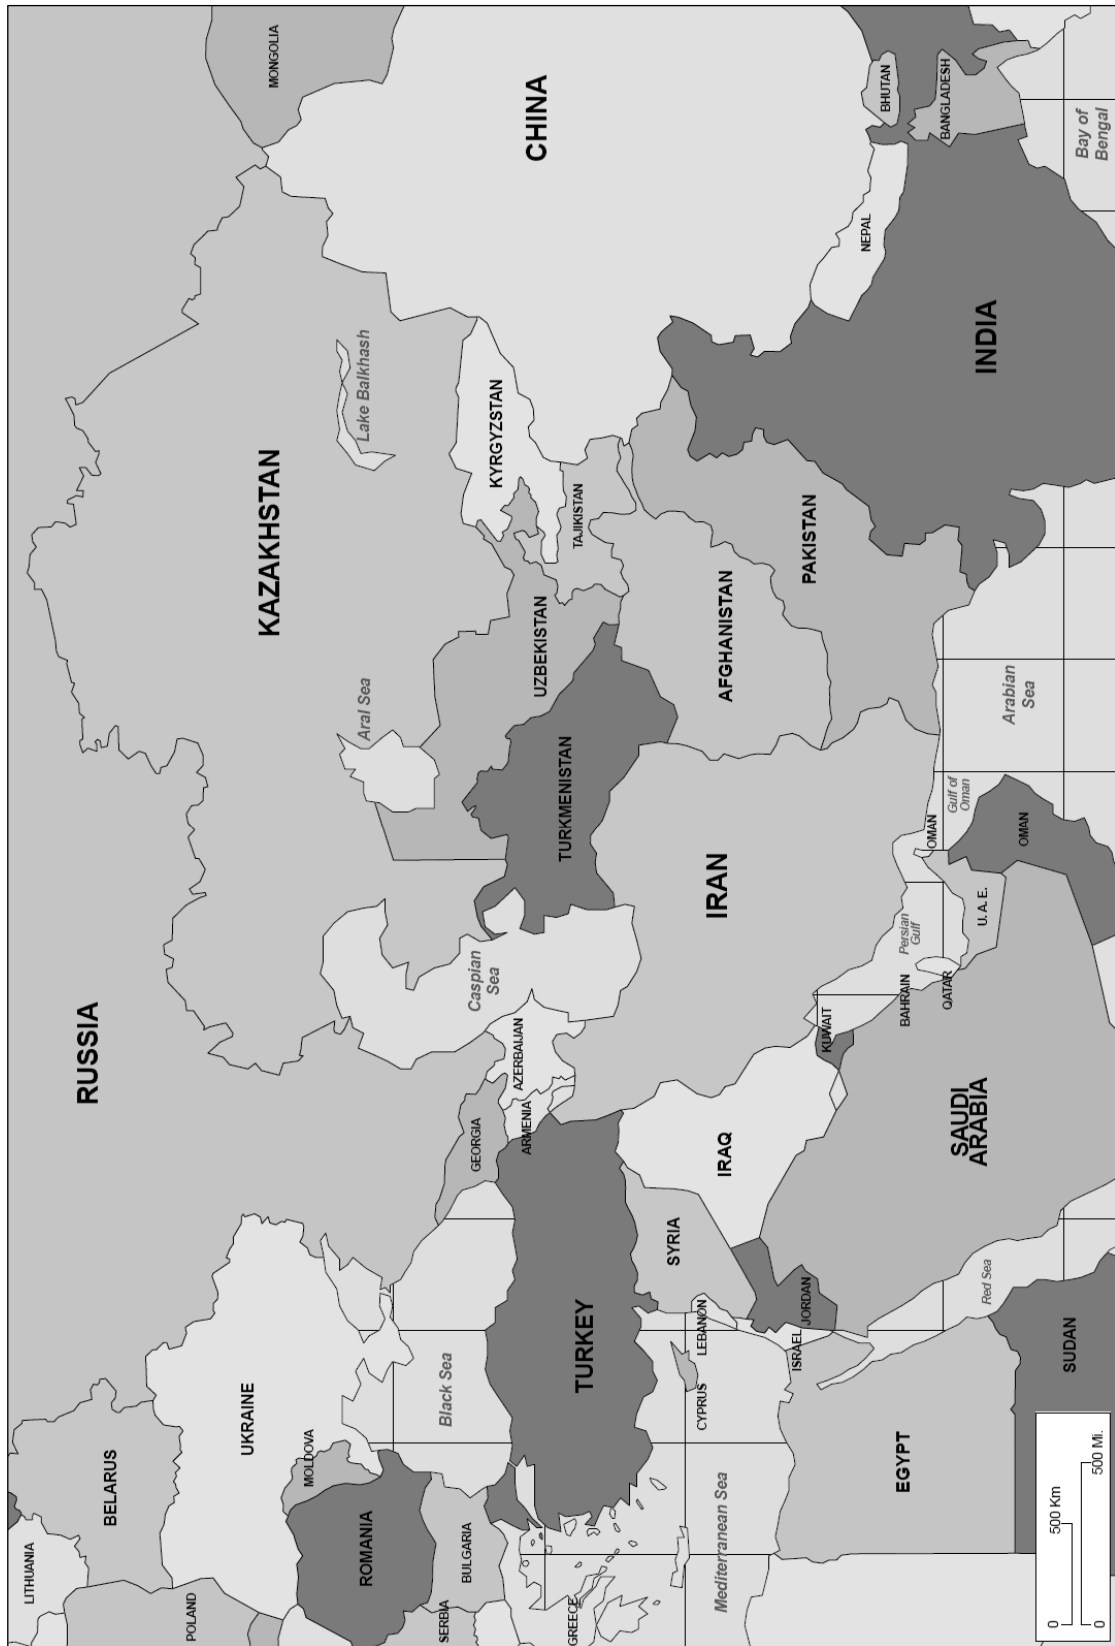 LITHUANIA
RUSSIA
BELARUS
POLAND
UKRAINE
KAZAKHSTAN
MONGOLIA
MOLDOVA
ROMANIA
Aral Sea
Lake Balkhash
SERBIA
BULGARIA
Black Sea
GEORGIA
Caspian
Sea
KYRGYZSTAN
ARMENIA
AZERBAIJAN
UZBEKISTAN
CHINA
GREECE
TURKEY
TURKMENISTAN
TAJIKISTAN
SYRIA
CYPRUS
LEBANON
Mediterranean Sea
IRAQ
IRAN
AFGHANISTAN
ISRAEL
JORDAN
KUWAIT
PAKISTAN
NEPAL
BHUTAN
EGYPT
BAHRAIN
Persian
Gulf
QATAR
OMAN
Gulf of
Oman
BANGLADESH
SAUDI
ARABIA
U. A. E.
INDIA
Red Sea
OMAN
Arabian
Sea
SUDAN
Bay of
Bengal
0 500 Km
0 500 Mi.